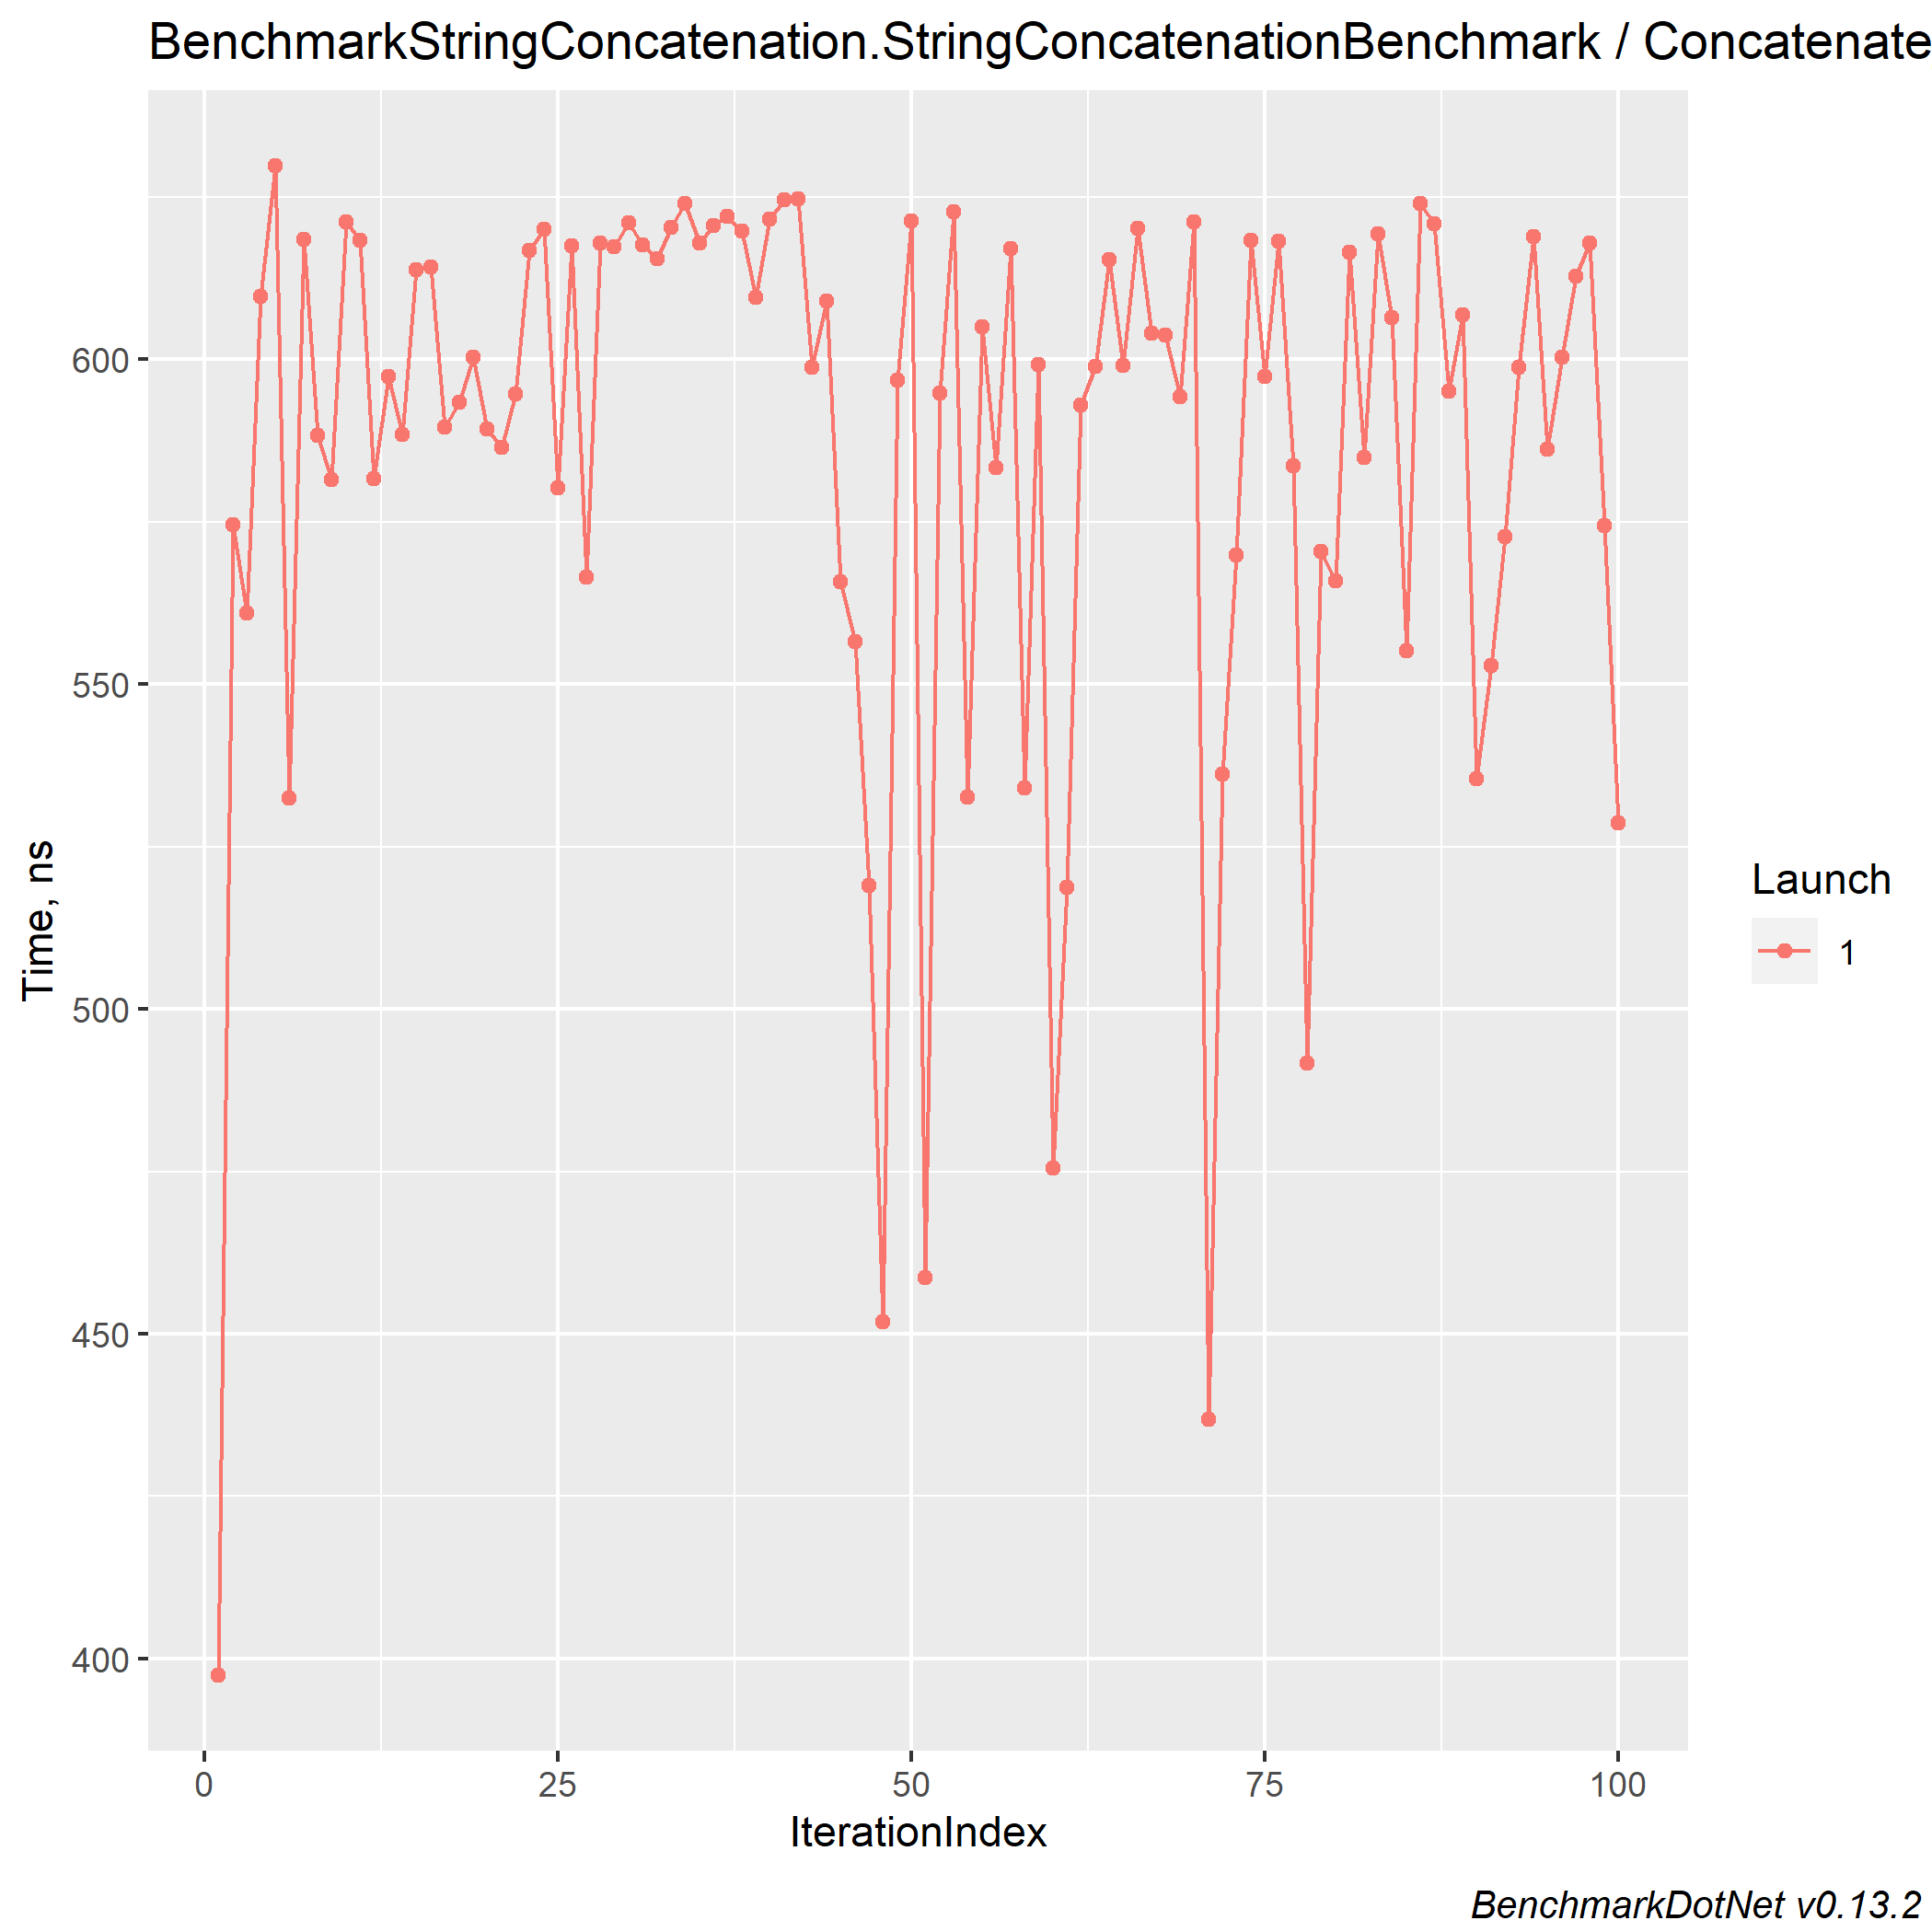 BenchmarkStringConcatenation.StringConcatenationBenchmark / Concatenate
600
550
500
450
400
Time, ns
0 25 50 75 100
IterationIndex
Launch
1
BenchmarkDotNet v0.13.2